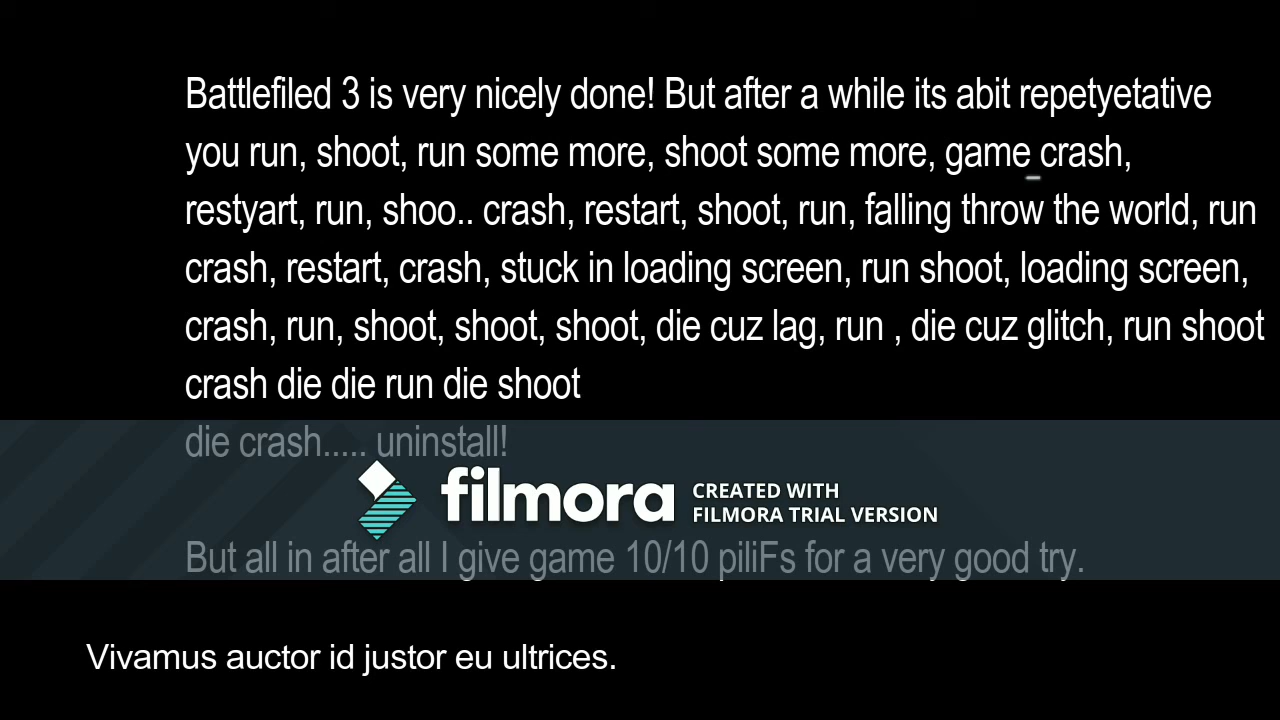 Battlefiled 3 is very nicely done! But after a while its abit repetyetative
you run, shoot, run some more, shoot some more, game crash,
restyart, run, shoo.. crash, restart, shoot, run, falling throw the world, run
crash, restart, crash, stuck in loading screen, run shoot, loading screen,
crash, run, shoot, shoot, shoot, die cuz lag, run , die cuz glitch, run shoot
crash die die run die shoot
die crash..... uninstall!
filmora
CREATED WITH
FILMORA TRIAL VERSION
But all in after all I give game 10/10 piliFs for a very good try.
Vivamus auctor id justor eu ultrices.